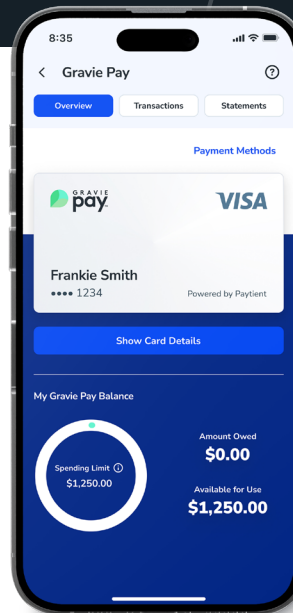 8:35
Gravie Pay
Overview
Transactions
Statements
Payment Methods
GRAVIE
pay
VISA
Frankie Smith
•••• 1234
Powered by Paytient
Show Card Details
My Gravie Pay Balance
Spending Limit
$1,250.00
Amount Owed
$0.00
Available for Use
$1,250.00